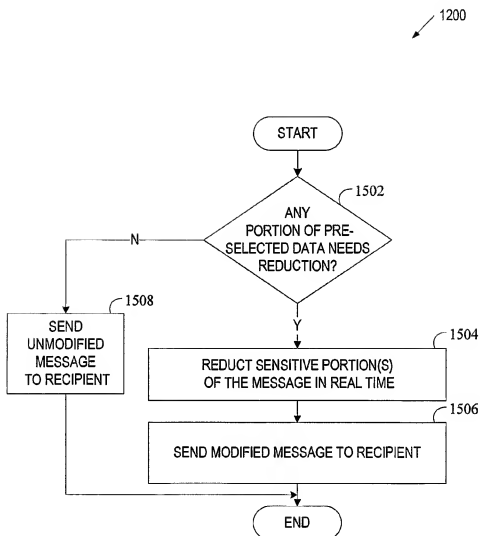 1200
START
1502
ANY
PORTION OF PRE-
SELECTED DATA NEEDS
REDUCTION?
N
Y
1508
SEND
UNMODIFIED
MESSAGE
TO RECIPIENT
1504
REDUCT SENSITIVE PORTION(S)
OF THE MESSAGE IN REAL TIME
1506
SEND MODIFIED MESSAGE TO RECIPIENT
END